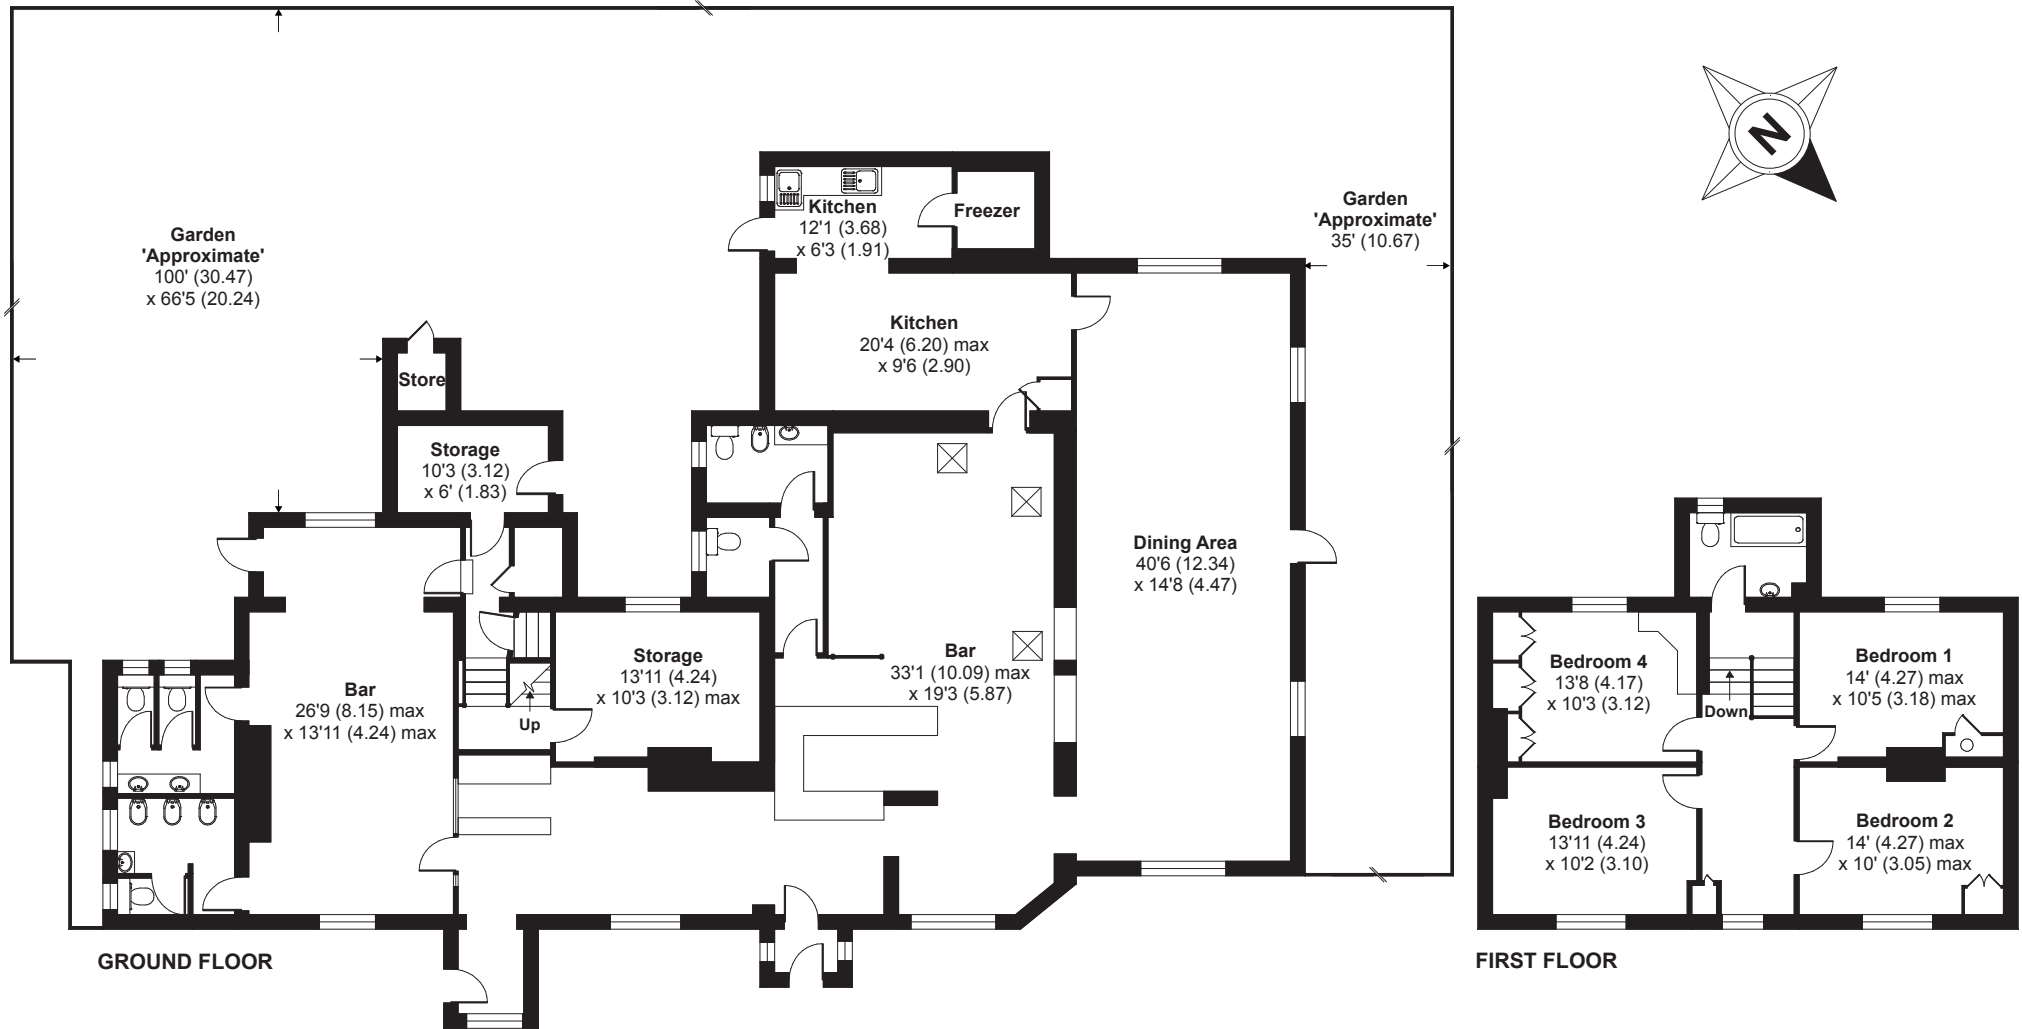 Garden
'Approximate'
100' (30.47)
x 66'5 (20.24)
Kitchen
12'1 (3.68)
x 6'3 (1.91)
Freezer
Garden
'Approximate'
35' (10.67)
N
Kitchen
20'4 (6.20) max
x 9'6 (2.90)
Store
Storage
10'3 (3.12)
x 6' (1.83)
Dining Area
40'6 (12.34)
x 14'8 (4.47)
Bar
26'9 (8.15) max
x 13'11 (4.24) max
Up
Storage
13'11 (4.24)
x 10'3 (3.12) max
Bar
33'1 (10.09) max
x 19'3 (5.87)
Bedroom 4
13'8 (4.17)
x 10'3 (3.12)
Down
Bedroom 1
14' (4.27) max
x 10'5 (3.18) max
Bedroom 3
13'11 (4.24)
x 10'2 (3.10)
Bedroom 2
14' (4.27) max
x 10' (3.05) max
GROUND FLOOR
FIRST FLOOR